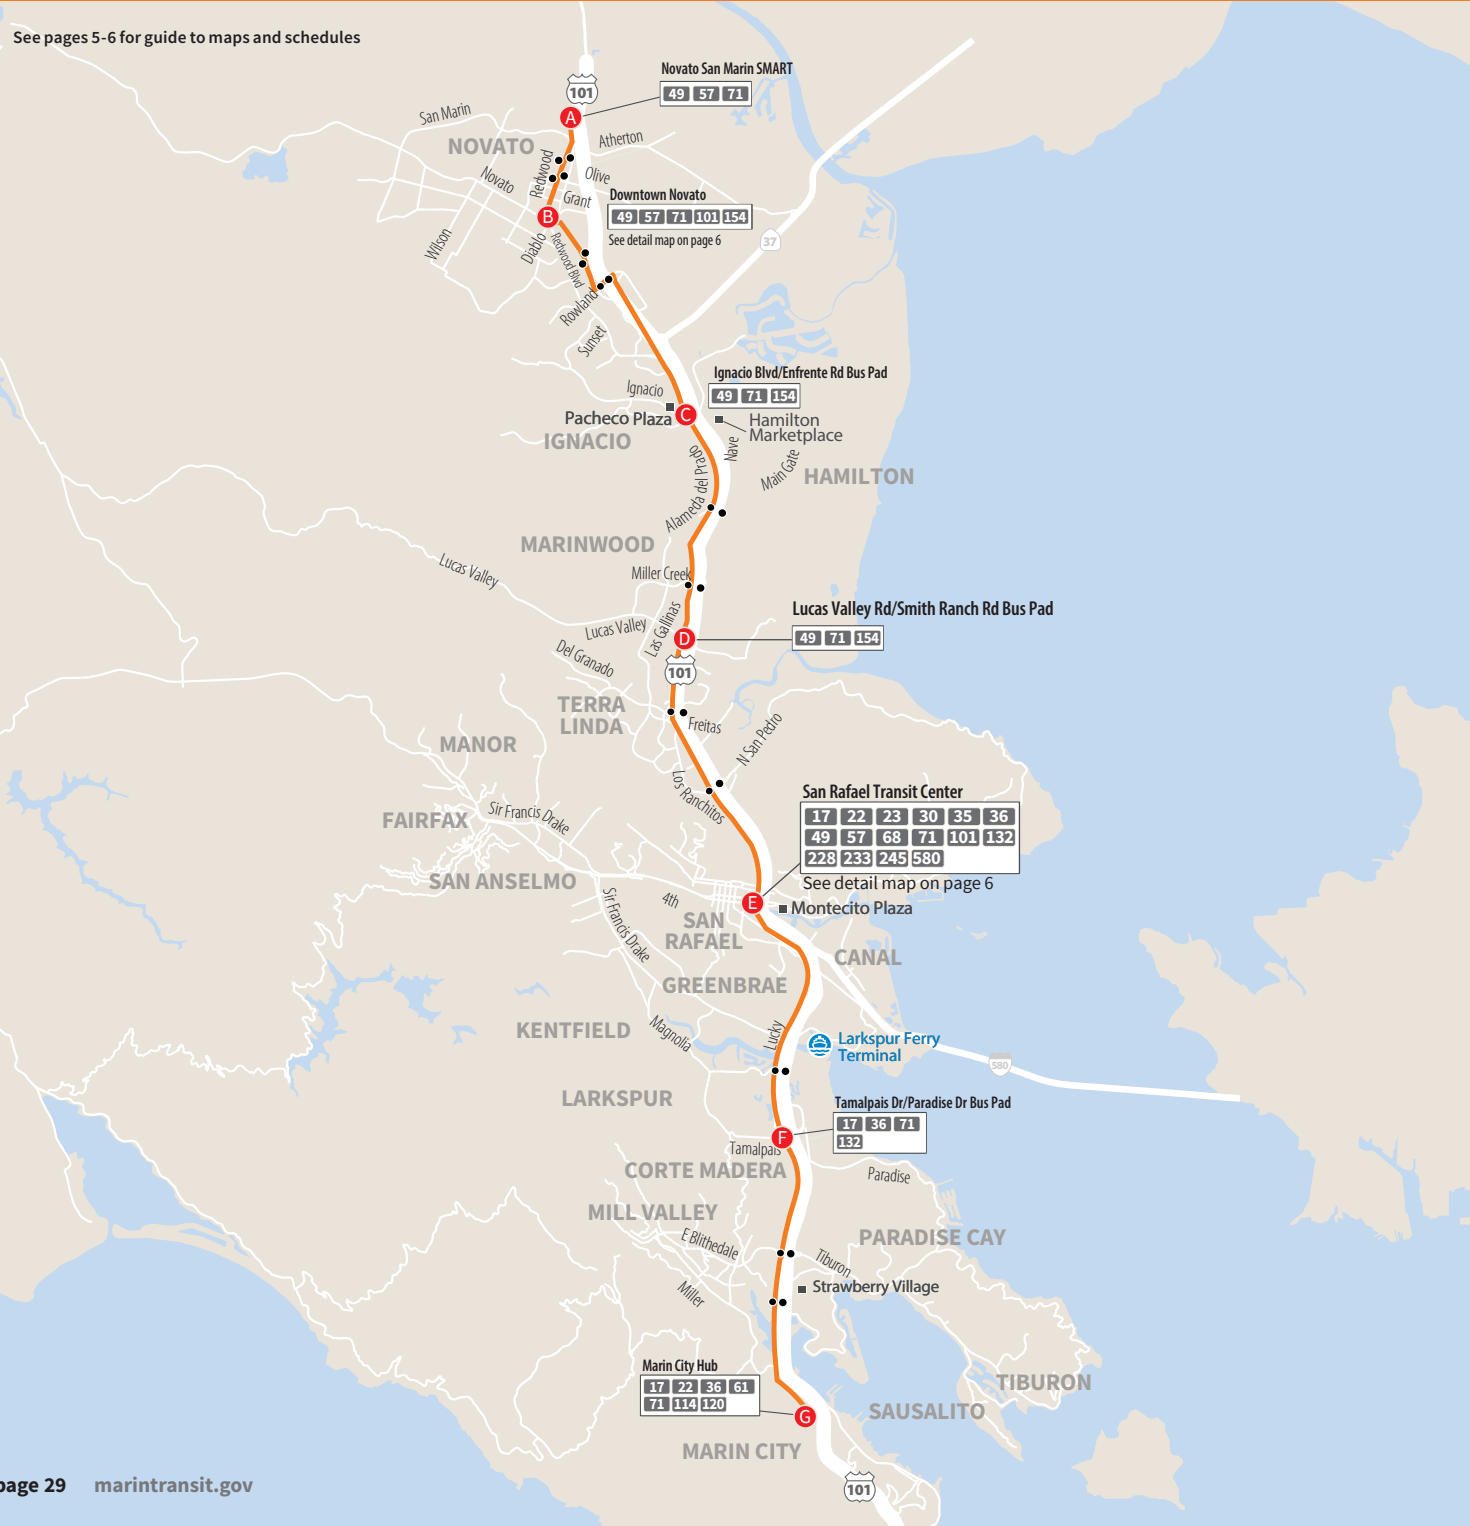 See pages 5-6 for guide to maps and schedules
101
Novato San Marin SMART
49 57 71
A
San Marin
NOVATO
Atherton
Redwood
Olive
Novato
Grant
Downtown Novato
49 57 71 101 154
See detail map on page 6
B
Wilson
Diablo
Redwood Blvd
37
Rowland
Sunset
Ignacio Blvd/Enfrente Rd Bus Pad
49 71 154
Ignacio
Pacheco Plaza
C
Hamilton
Marketplace
IGNACIO
Nave
Alameda del Prado
Main Gate
HAMILTON
MARINWOOD
Lucas Valley
Miller Creek
Lucas Valley Rd/Smith Ranch Rd Bus Pad
49 71 154
Las Gallinas
Lucas Valley
D
Del Granado
101
TERRA
LINDA
Freitas
N San Pedro
MANOR
Los Ranchitos
San Rafael Transit Center
17 22 23 30 35 36
49 57 68 71 101 132
228 233 245 580
See detail map on page 6
FAIRFAX
Sir Francis Drake
SAN ANSELMO
4th
E
Montecito Plaza
SAN
RAFAEL
Sir Francis Drake
CANAL
GREENBRAE
KENTFIELD
Magnolia
Lucky
Larkspur Ferry
Terminal
580
LARKSPUR
Tamalpais Dr/Paradise Dr Bus Pad
17 36 71
132
F
Tamalpais
CORTE MADERA
Paradise
MILL VALLEY
E Blithedale
PARADISE CAY
Tiburon
Miller
Strawberry Village
Marin City Hub
17 22 36 61
71 114 120
G
TIBURON
SAUSALITO
MARIN CITY
101
page 29 marintransit.gov